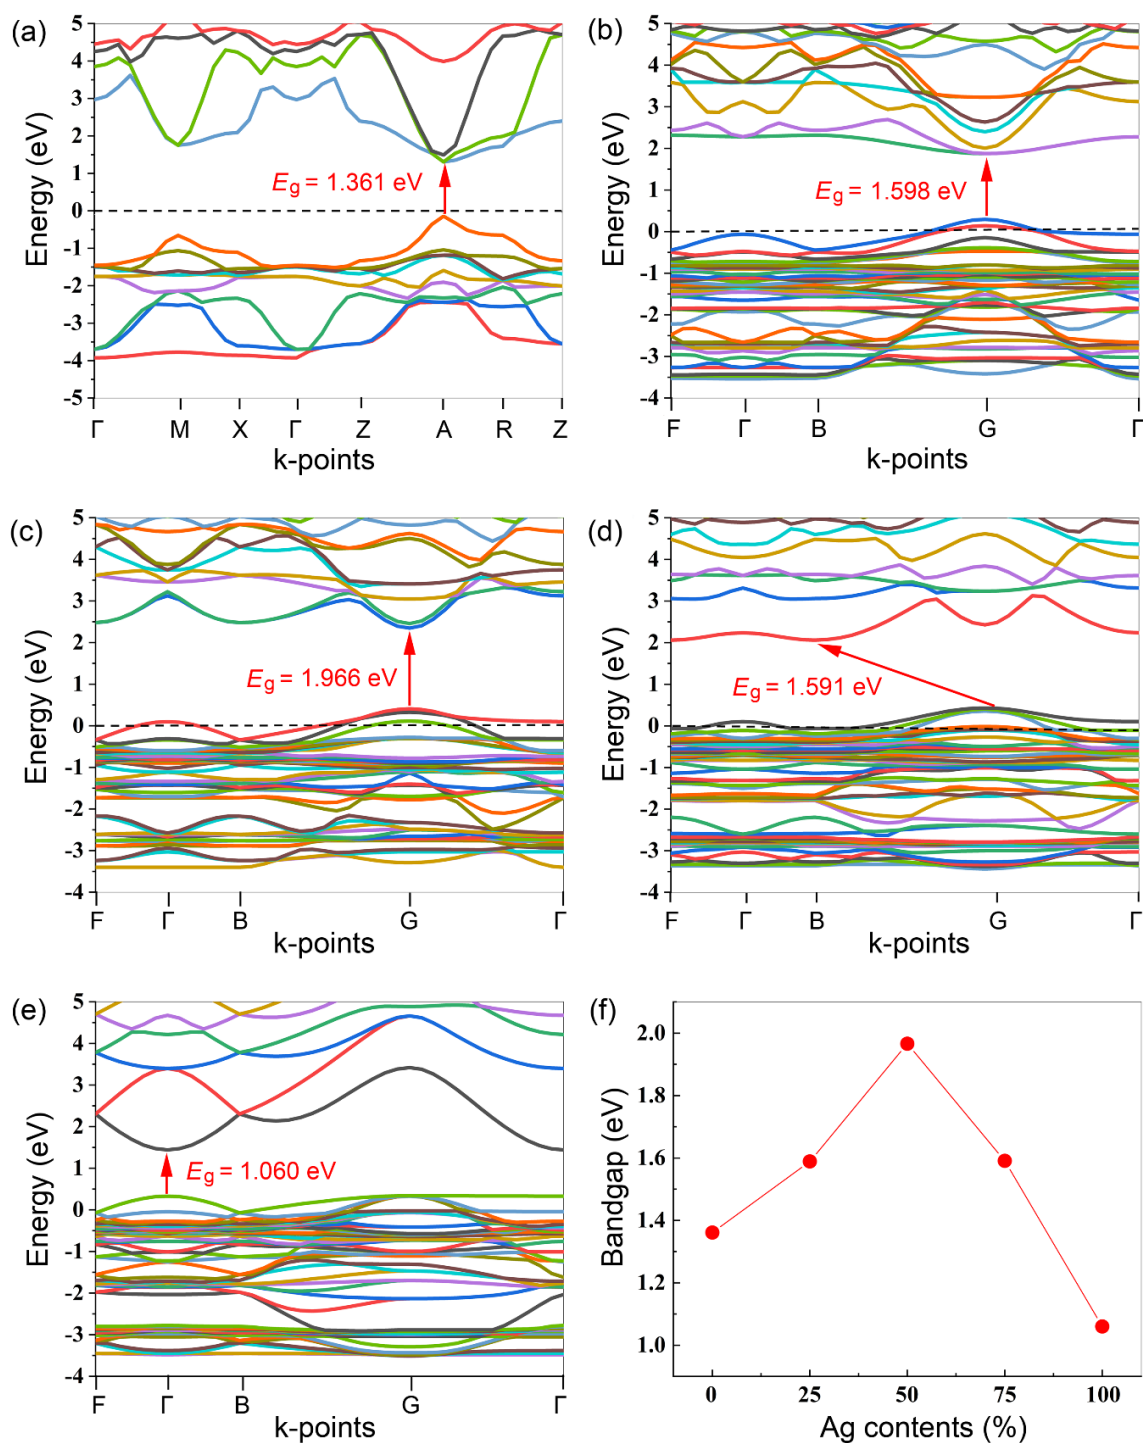 (a)
5
4
3
2
1
0
-1
-2
-3
-4
-5
Energy (eV)
Eg = 1.361 eV
Γ M X Γ Z A R Z
k-points
(b)
5
4
3
2
1
0
-1
-2
-3
-4
Energy (eV)
Eg = 1.598 eV
F Γ B G Γ
k-points
(c)
5
4
3
2
1
0
-1
-2
-3
-4
Energy (eV)
Eg = 1.966 eV
F Γ B G Γ
k-points
(d)
5
4
3
2
1
0
-1
-2
-3
-4
Energy (eV)
Eg = 1.591 eV
F Γ B G Γ
k-points
(e)
5
4
3
2
1
0
-1
-2
-3
-4
Energy (eV)
Eg = 1.060 eV
F Γ B G Γ
k-points
(f)
2.0
1.8
1.6
1.4
1.2
1.0
Bandgap (eV)
0 25 50 75 100
Ag contents (%)